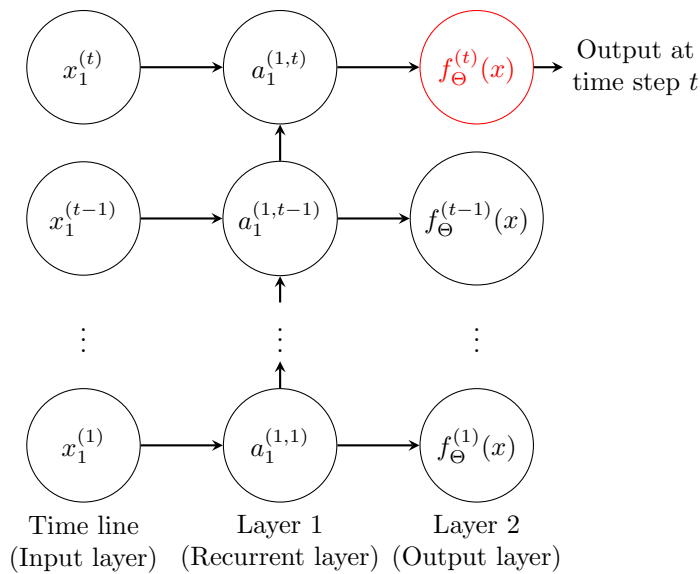 x_1^{(t)} a_1^{(1,t)} f_Θ^{(t)}(x) Output at
time step t
x_1^{(t−1)} a_1^{(1,t−1)} f_Θ^{(t−1)}(x)
⋮ ⋮ ⋮
x_1^{(1)} a_1^{(1,1)} f_Θ^{(1)}(x)
Time line Layer 1 Layer 2
(Input layer) (Recurrent layer) (Output layer)